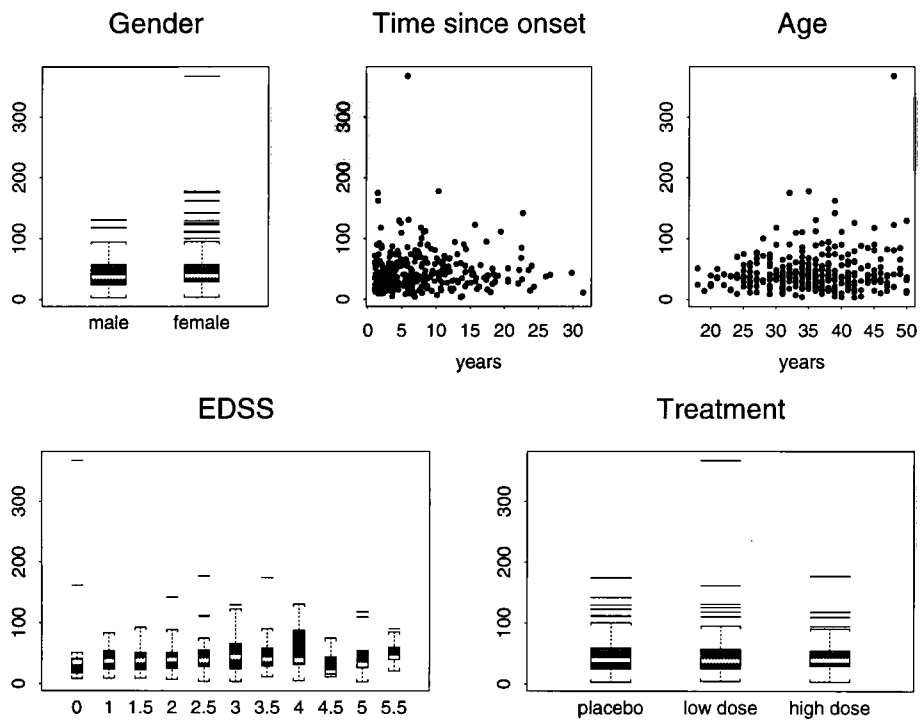 Gender
Time since onset
Age
300
200
100
0
male female
300
200
100
0
0 5 10 15 20 25 30
years
300
200
100
0
20 25 30 35 40 45 50
years
EDSS
Treatment
300
200
100
0
0 1 1.5 2 2.5 3 3.5 4 4.5 5 5.5
300
200
100
0
placebo low dose high dose